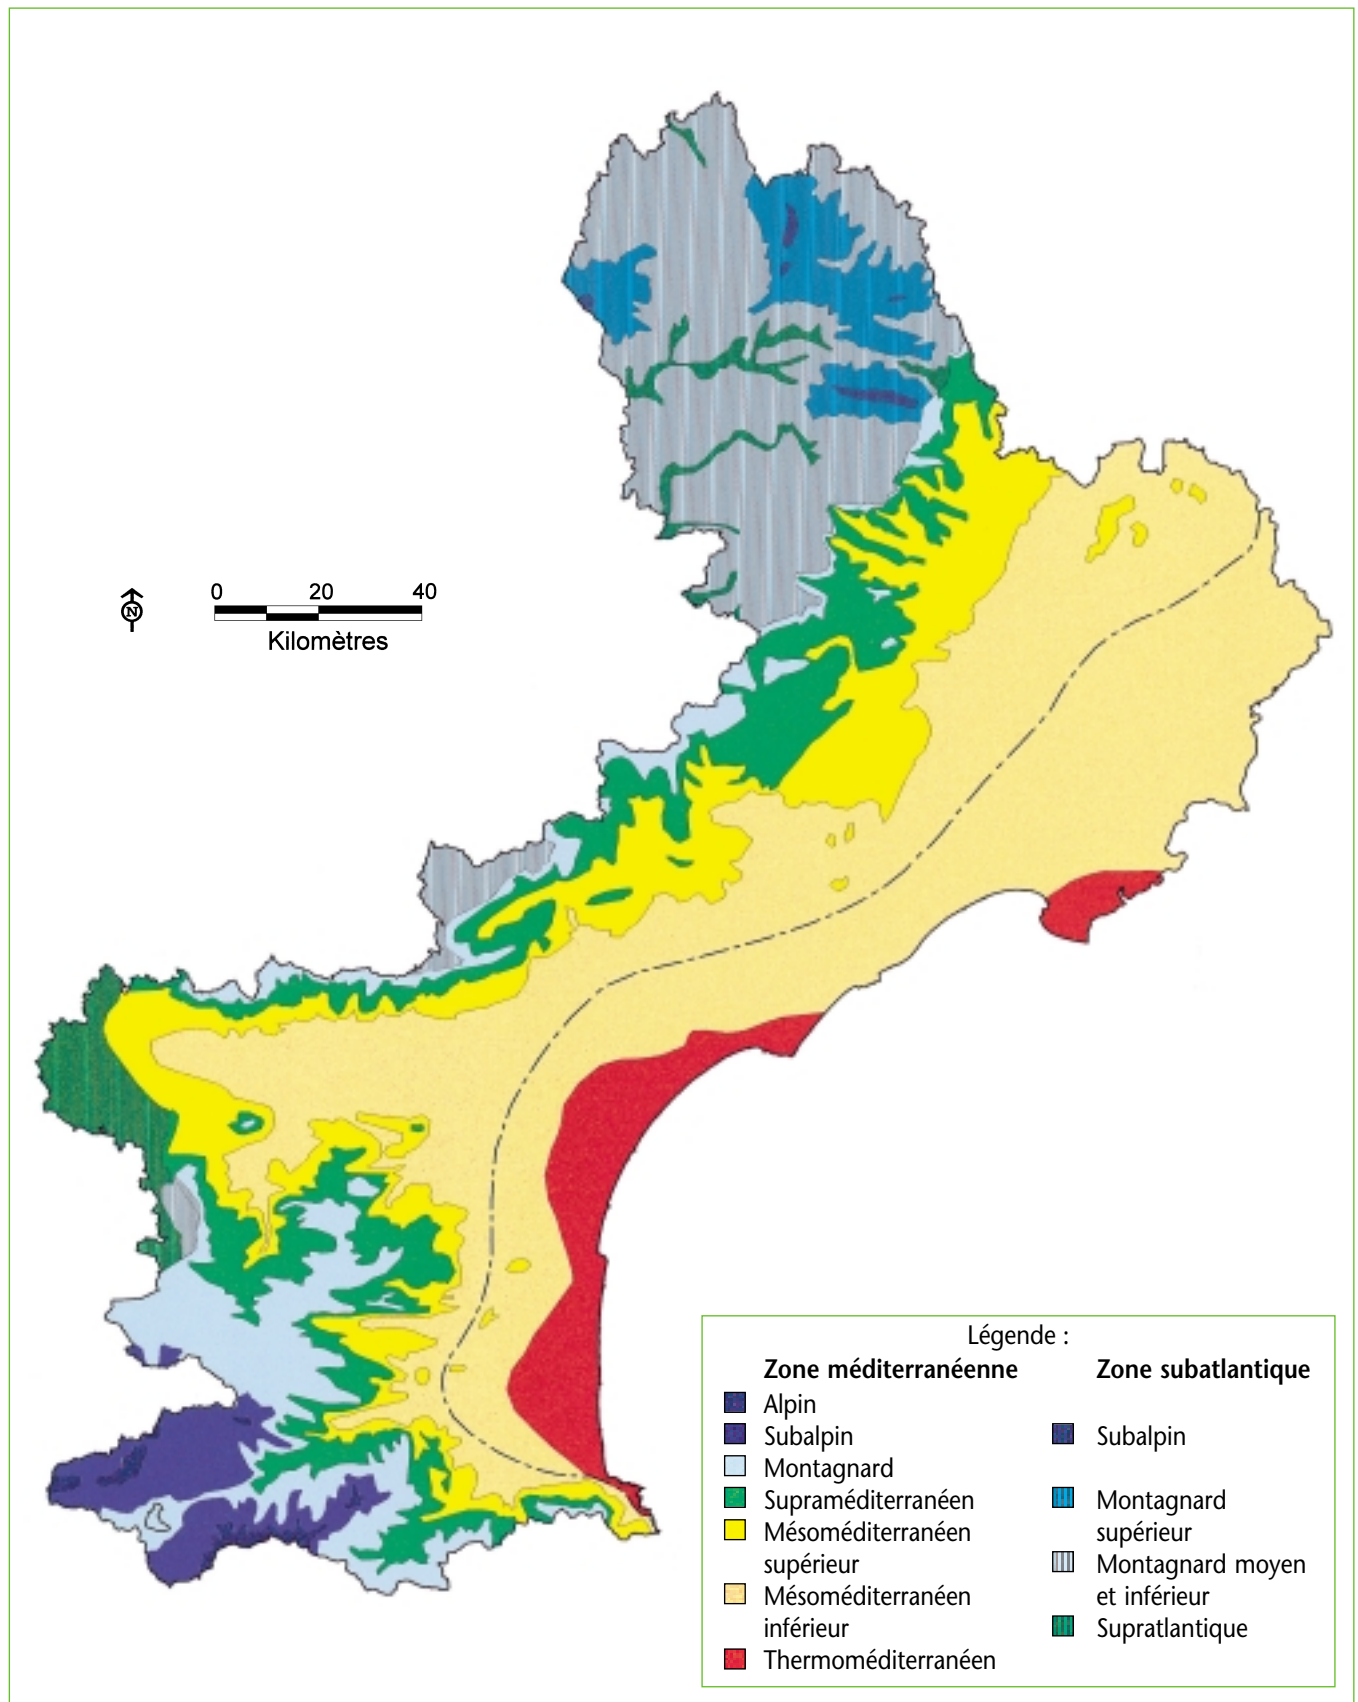 N
0 20 40
Kilomètres
Légende :
Zone méditerranéenne
Alpin
Subalpin
Montagnard
Supraméditerranéen
Mésoméditerranéen
supérieur
Mésoméditerranéen
inférieur
Thermoméditerranéen
Zone subatlantique
Subalpin
Montagnard
supérieur
Montagnard moyen
et inférieur
Supratlantique